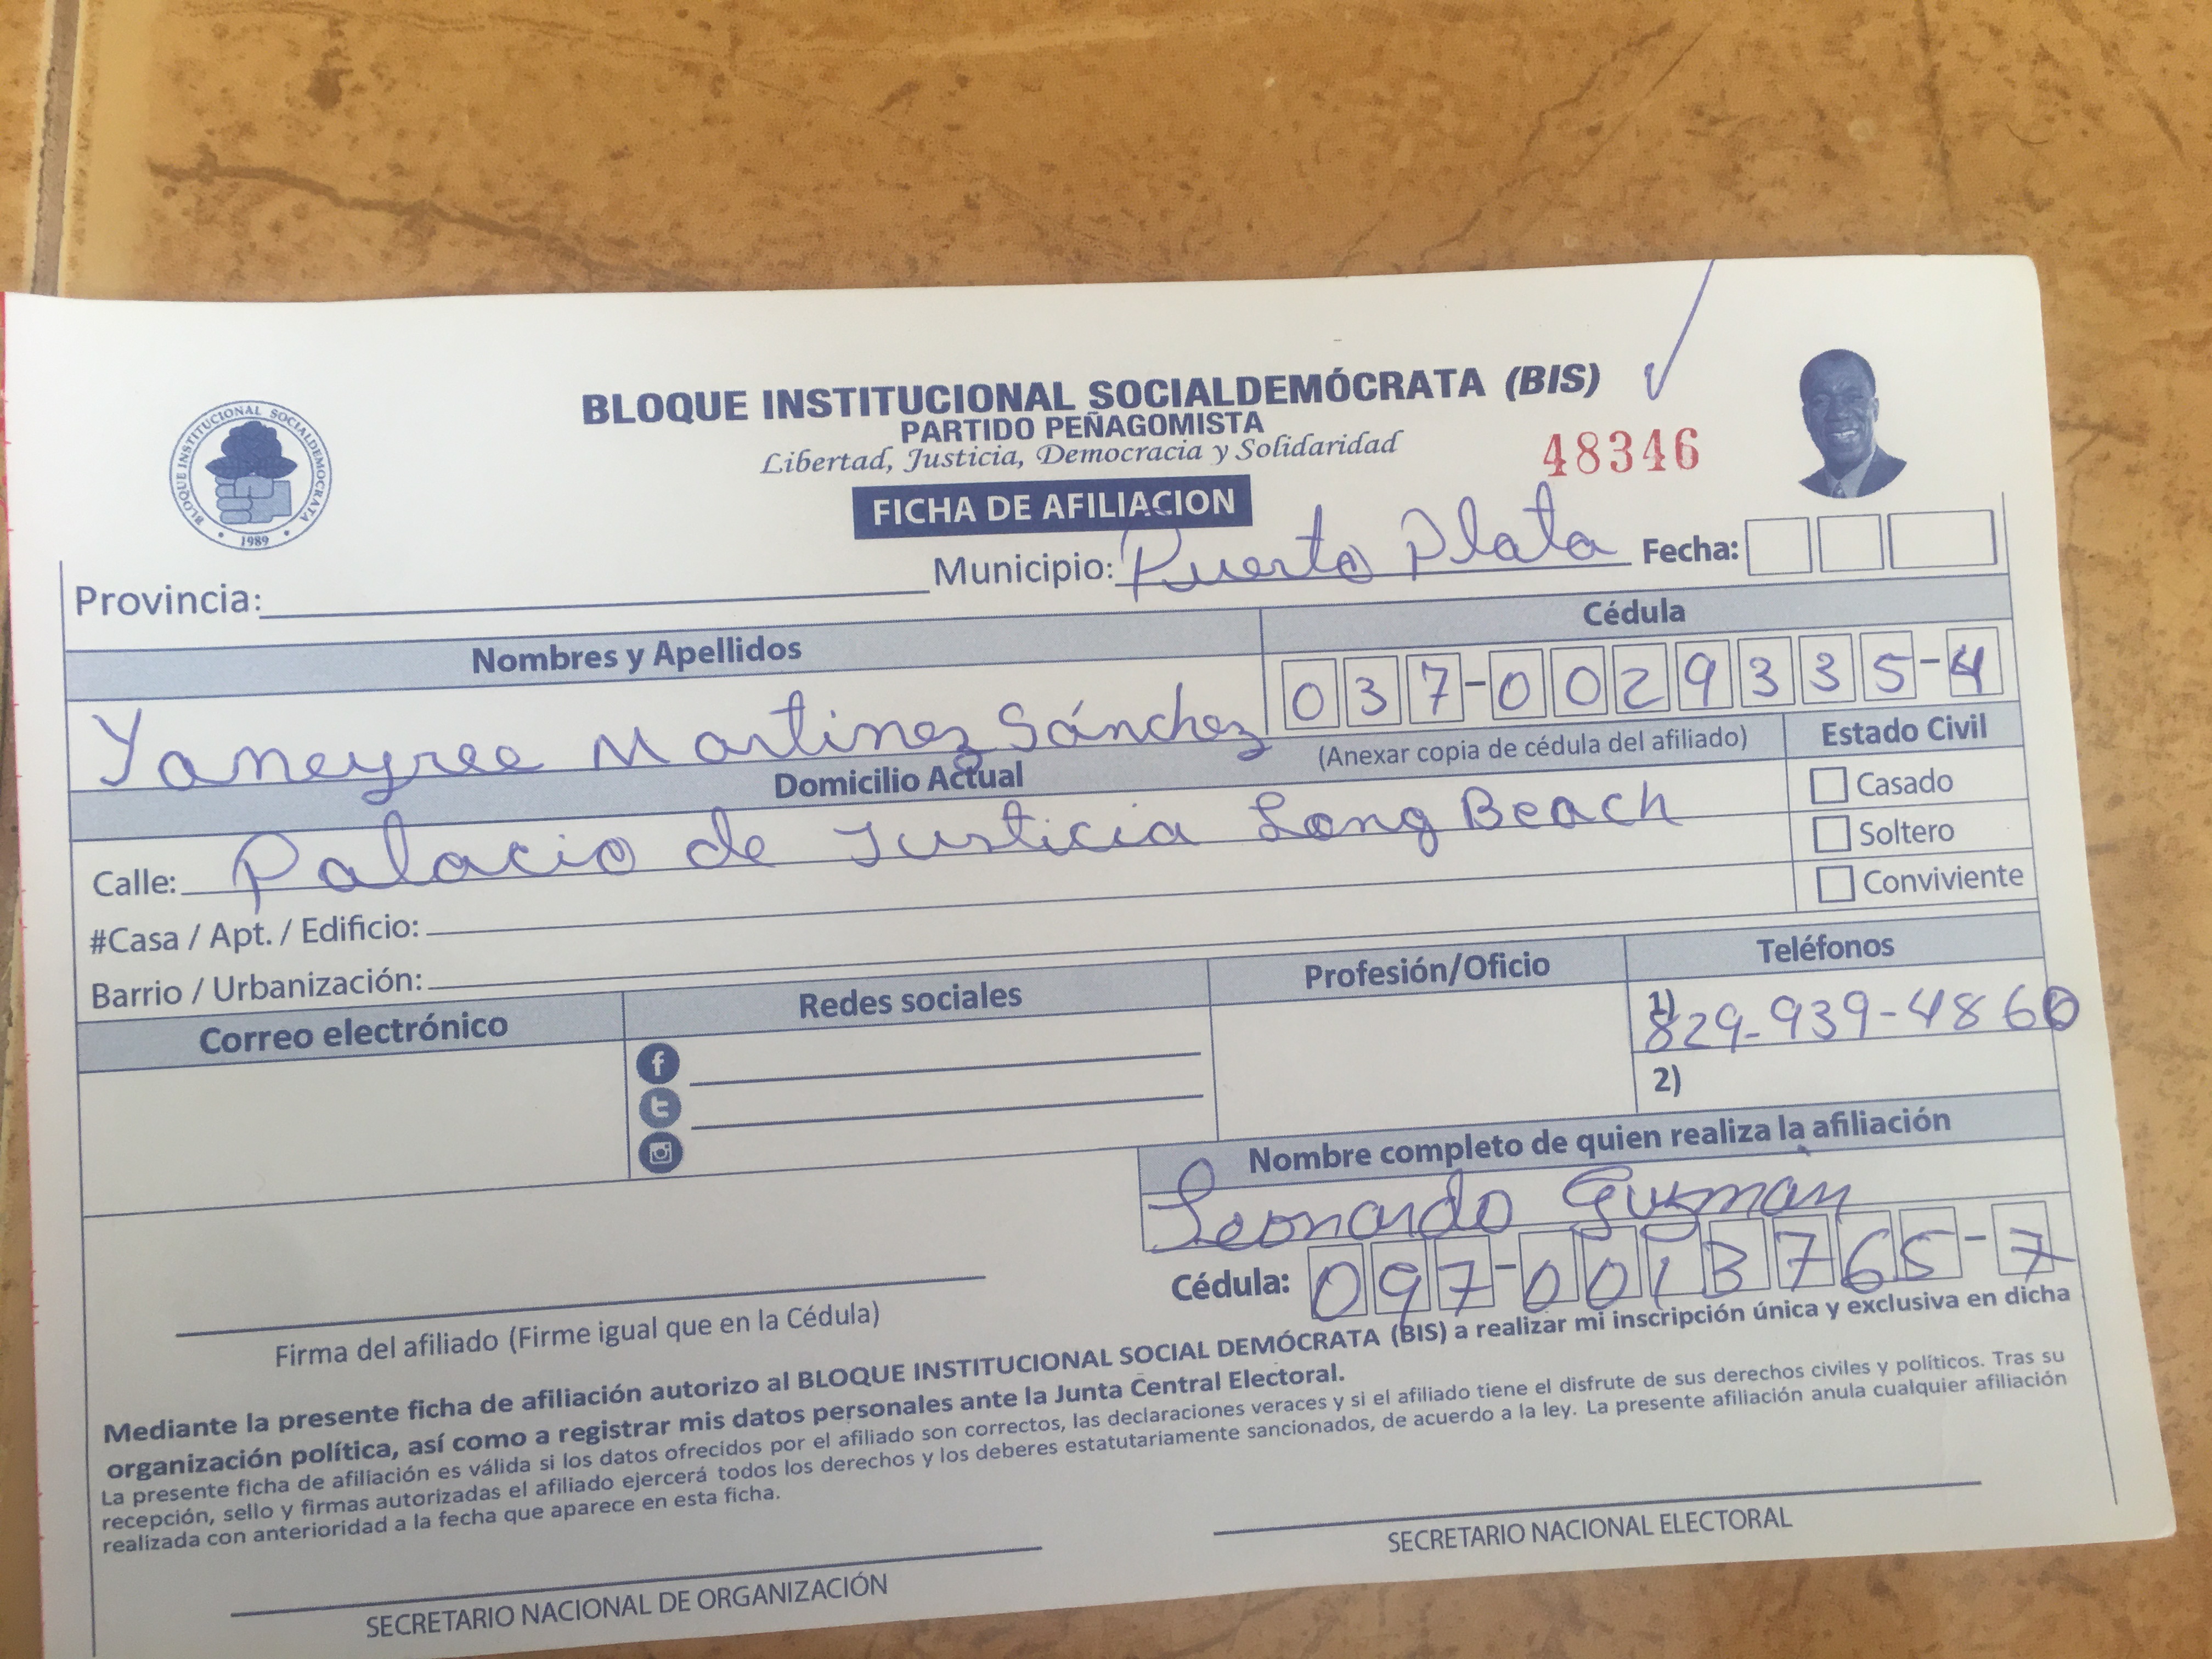 BLOQUE INSTITUCIONAL SOCIALDEMÓCRATA (BIS)
PARTIDO PEÑAGOMISTA
Libertad, Justicia, Democracia y Solidaridad
48346
BLOQUE INSTITUCIONAL SOCIALDEMOCRATA
1989
FICHA DE AFILIACION
Provincia: Municipio: Puerto Plata Fecha:
Nombres y Apellidos Cédula
Yaneyree Martinez Sánchez 037-0029335-4
(Anexar copia de cédula del afiliado) Estado Civil
Domicilio Actual Casado
Calle: Palacio de Justicia Long Beach Soltero
#Casa / Apt. / Edificio: Conviviente
Barrio / Urbanización:
Correo electrónico Redes sociales Profesión/Oficio Teléfonos
1) 829-939-4860
2)
Nombre completo de quien realiza la afiliación
Leonardo Guzmán
Cédula: 097-0013765-7
Firma del afiliado (Firme igual que en la Cédula)
Mediante la presente ficha de afiliación autorizo al BLOQUE INSTITUCIONAL SOCIAL DEMÓCRATA (BIS) a realizar mi inscripción única y exclusiva en dicha
organización política, así como a registrar mis datos personales ante la Junta Central Electoral.
La presente ficha de afiliación es válida si los datos ofrecidos por el afiliado son correctos, las declaraciones veraces y si el afiliado tiene el disfrute de sus derechos civiles y políticos. Tras su
recepción, sello y firmas autorizadas el afiliado ejercerá todos los derechos y los deberes estatutariamente sancionados, de acuerdo a la ley. La presente afiliación anula cualquier afiliación
realizada con anterioridad a la fecha que aparece en esta ficha.
SECRETARIO NACIONAL ELECTORAL
SECRETARIO NACIONAL DE ORGANIZACIÓN